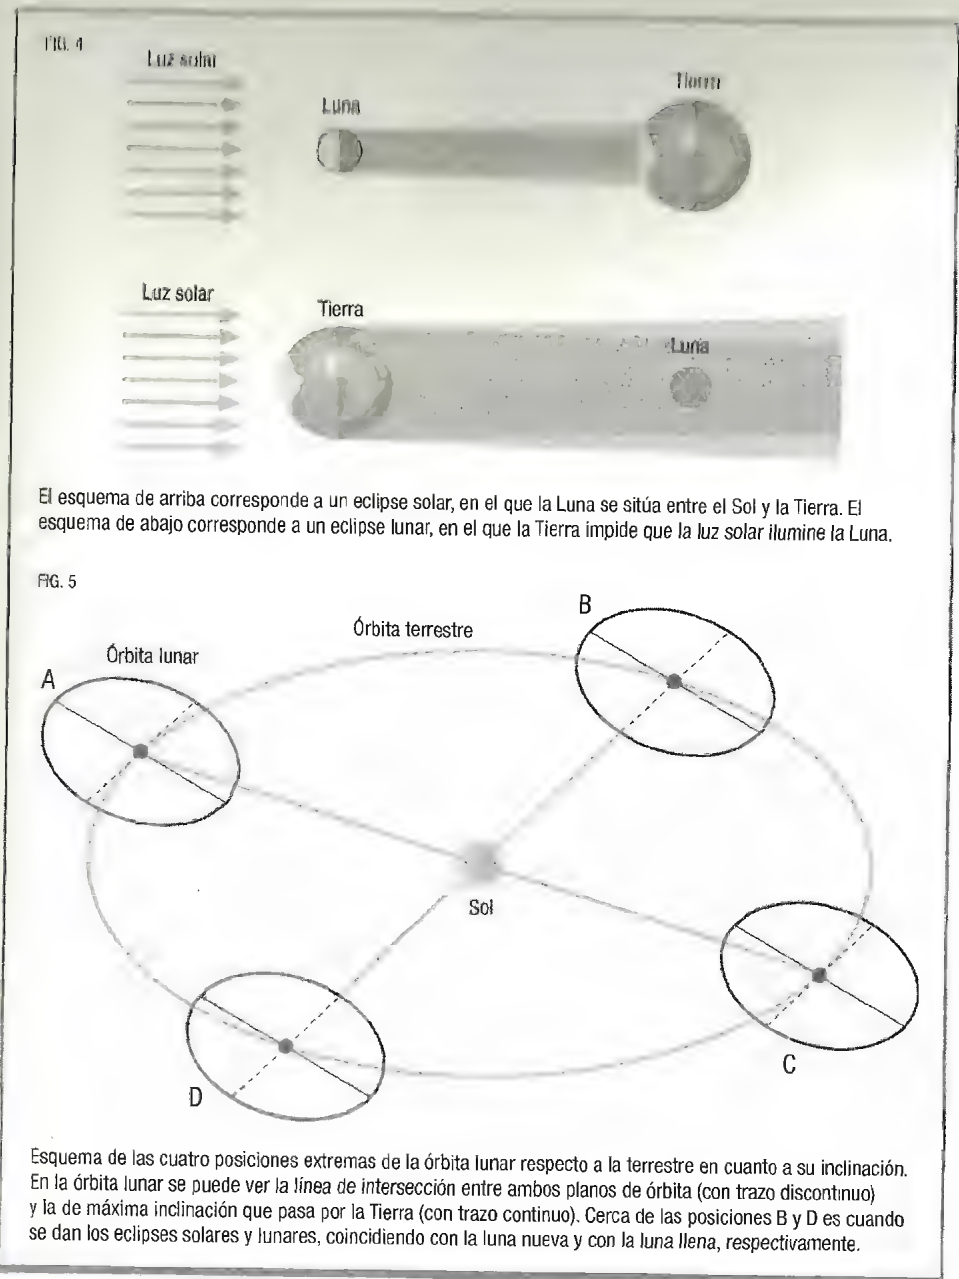 FIG. 4
Luz solar
Tierra
Luna
Luz solar
Tierra
Luna
El esquema de arriba corresponde a un eclipse solar, en el que la Luna se sitúa entre el Sol y la Tierra. El
esquema de abajo corresponde a un eclipse lunar, en el que la Tierra impide que la luz solar ilumine la Luna.
FIG. 5
B
Órbita terrestre
Órbita lunar
A
Sol
C
D
Esquema de las cuatro posiciones extremas de la órbita lunar respecto a la terrestre en cuanto a su inclinación.
En la órbita lunar se puede ver la línea de intersección entre ambos planos de órbita (con trazo discontinuo)
y la de máxima inclinación que pasa por la Tierra (con trazo continuo). Cerca de las posiciones B y D es cuando
se dan los eclipses solares y lunares, coincidiendo con la luna nueva y con la luna llena, respectivamente.